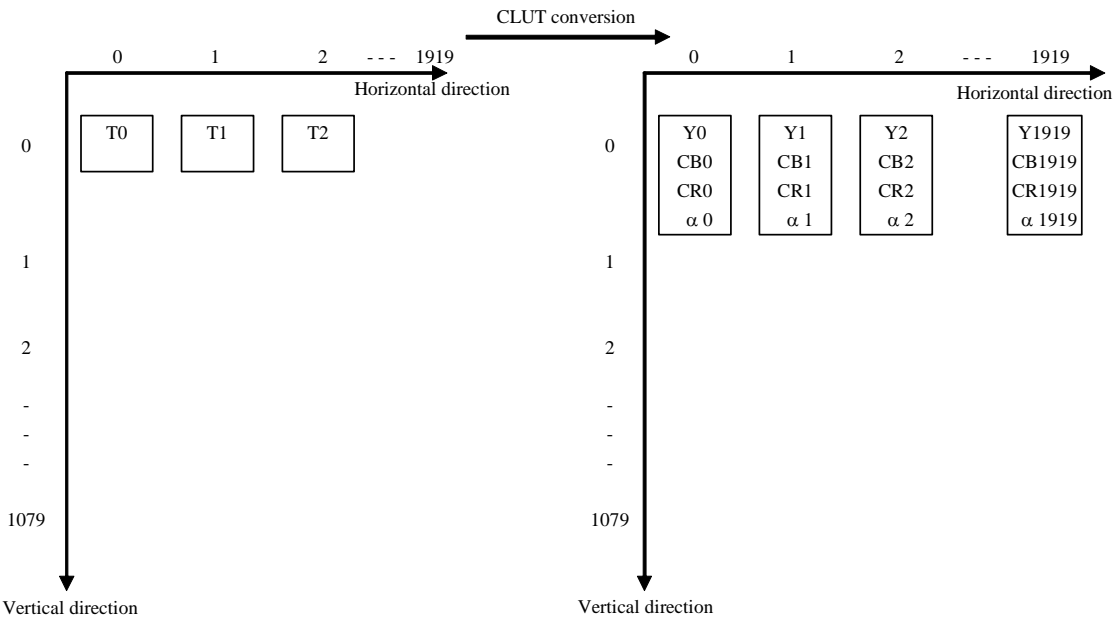 CLUT conversion
0 1 2 - - - 1919
Horizontal direction
0 1 2 - - - 1919
Horizontal direction
T0 T1 T2
0
1
2
-
-
-
1079
Vertical direction
Y0 Y1 Y2 Y1919
CB0 CB1 CB2 CB1919
CR0 CR1 CR2 CR1919
α 0 α 1 α 2 α 1919
0
1
2
-
-
-
1079
Vertical direction